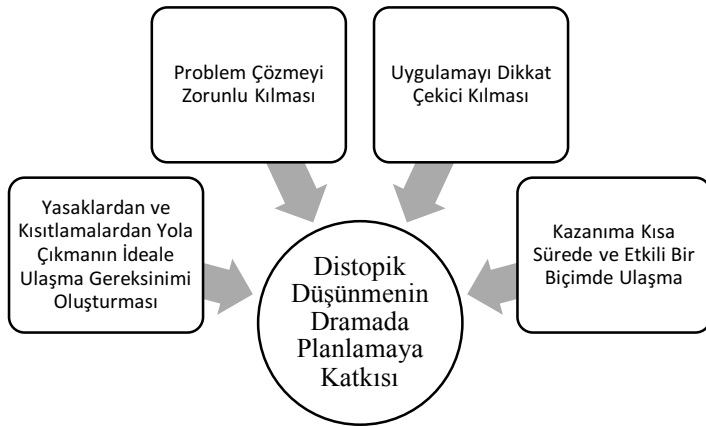 Problem Çözmeyi
Zorunlu Kılması
Uygulamayı Dikkat
Çekici Kılması
Yasaklardan ve
Kısıtlamalardan Yola
Çıkmanın İdeale
Ulaşma Gereksinimi
Oluşturması
Kazanıma Kısa
Sürede ve Etkili Bir
Biçimde Ulaşma
Distopik
Düşünmenin
Dramada
Planlamaya
Katkısı